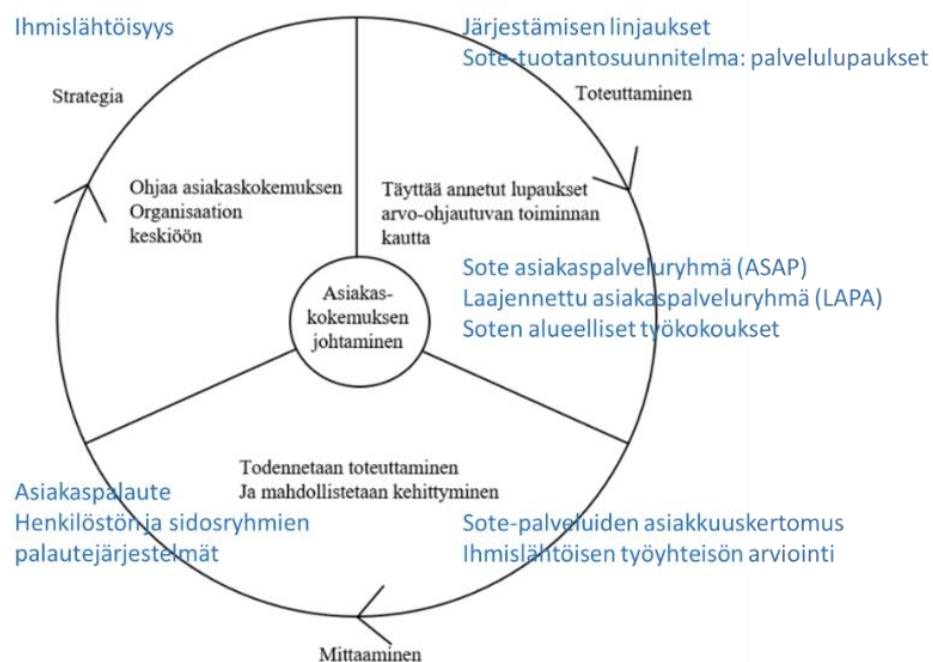 Ihmislähtöisyys
Järjestämisen linjaukset
Sote-tuotantosuunnitelma: palvelulupaukset
Strategia
Toteuttaminen
Ohjaa asiakaskokemuksen
Organisaation
keskiöön
Täyttää annetut lupaukset
arvo-ohjautuvan toiminnan
kautta
Asiakas-
kokemuksen
johtaminen
Sote asiakaspalveluryhmä (ASAP)
Laajennettu asiakaspalveluryhmä (LAPA)
Soten alueelliset työkokoukset
Todennetaan toteuttaminen
Ja mahdollistetaan kehittyminen
Asiakaspalaute
Henkilöstön ja sidosryhmien
palautejärjestelmät
Sote-palveluiden asiakkuuskertomus
Ihmislähtöisen työyhteisön arviointi
Mittaaminen